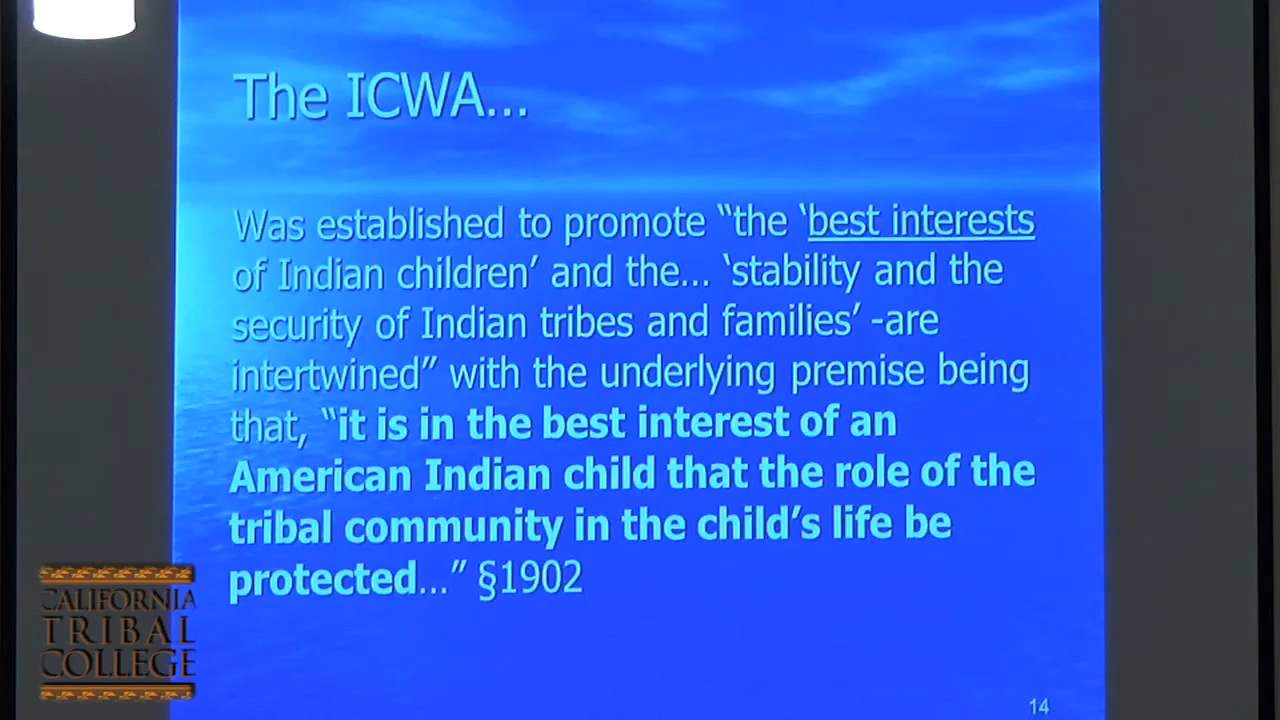 The ICWA...
Was established to promote “the ‘best interests
of Indian children’ and the... ‘stability and the
security of Indian tribes and families’ -are
intertwined” with the underlying premise being
that, “it is in the best interest of an
American Indian child that the role of the
tribal community in the child’s life be
protected...” §1902
CALIFORNIA
TRIBAL
COLLEGE
14